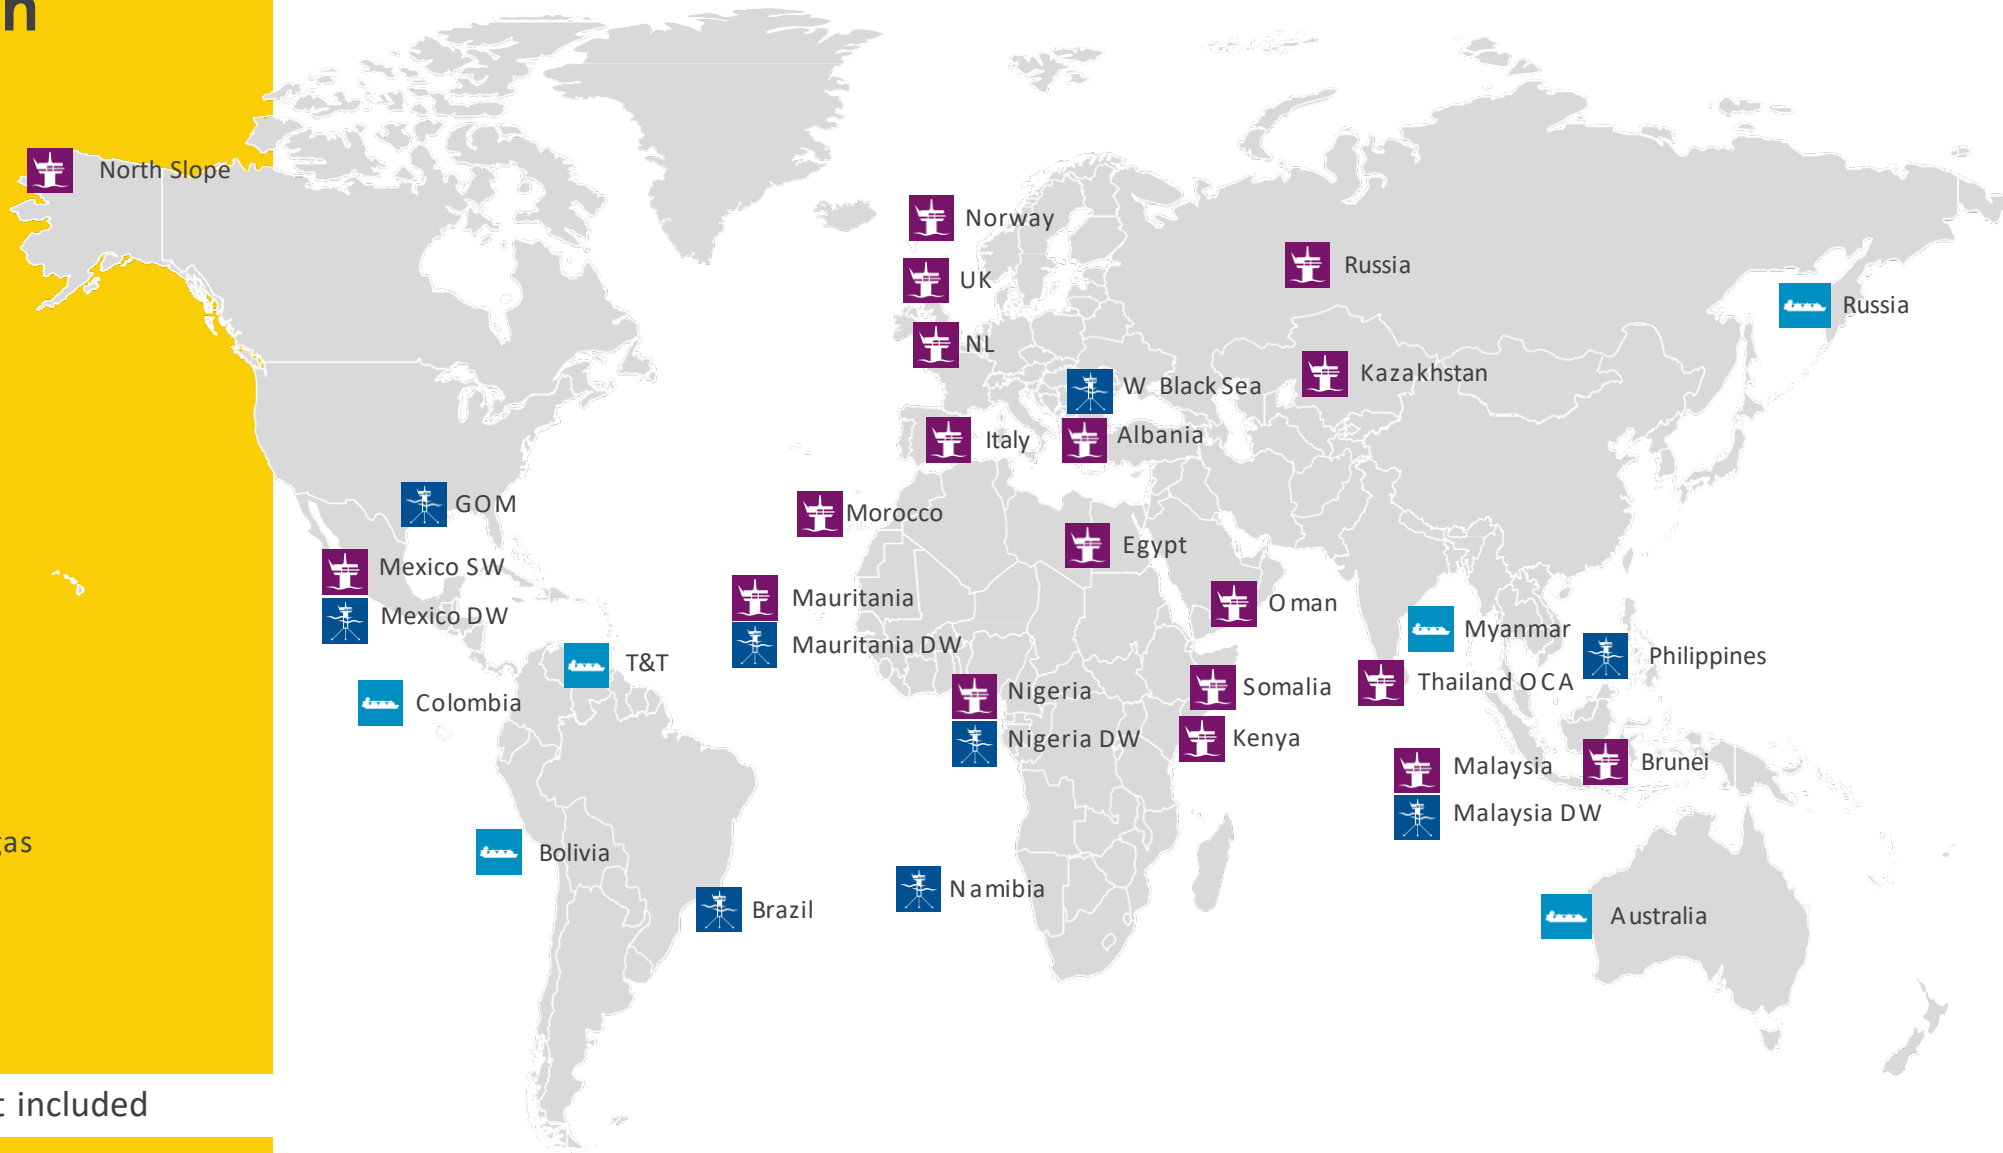 n
North Slope
Norway
UK
Russia
Russia
NL
Kazakhstan
W Black Sea
Italy
Albania
GOM
Morocco
Egypt
Mexico SW
Mexico DW
Mauritania
Mauritania DW
Oman
Myanmar
Philippines
T&T
Colombia
Nigeria
Nigeria DW
Somalia
Kenya
Thailand OCA
Malaysia
Malaysia DW
Brunei
gas
Bolivia
Brazil
Namibia
Australia
t included